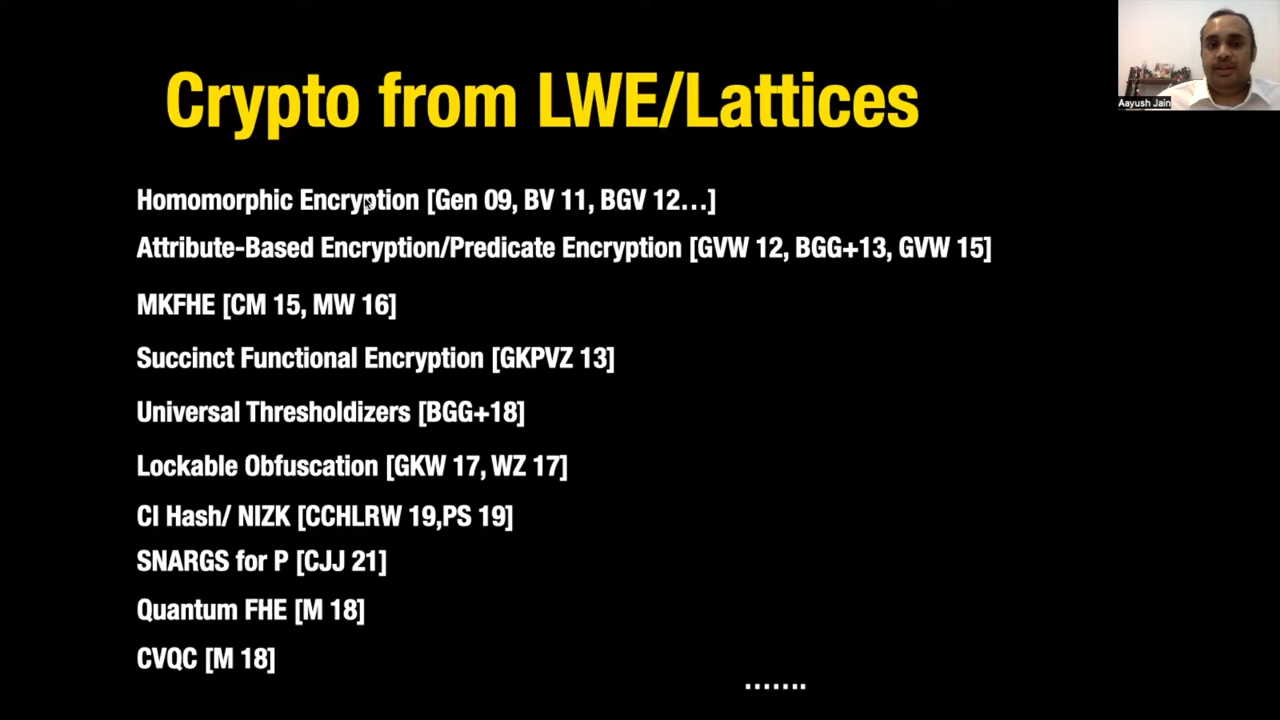 Crypto from LWE/Lattices
Aayush Jain
Homomorphic Encryption [Gen 09, BV 11, BGV 12...]
Attribute-Based Encryption/Predicate Encryption [GVW 12, BGG+13, GVW 15]
MKFHE [CM 15, MW 16]
Succinct Functional Encryption [GKPVZ 13]
Universal Thresholdizers [BGG+18]
Lockable Obfuscation [GKW 17, WZ 17]
CI Hash/ NIZK [CCHLRW 19,PS 19]
SNARGS for P [CJJ 21]
Quantum FHE [M 18]
CVQC [M 18]
.......